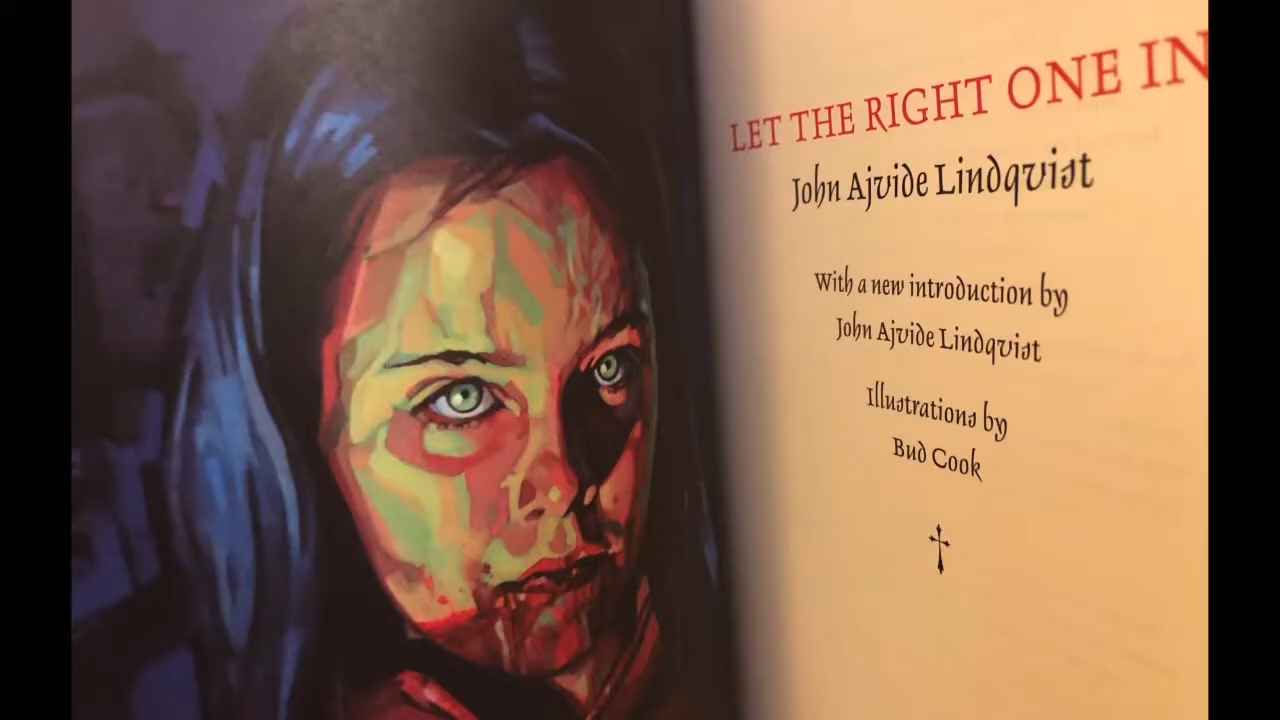 LET THE RIGHT ONE IN
John Ajvide Lindqvist
With a new introduction by
John Ajvide Lindqvist
Illustrations by
Bud Cook